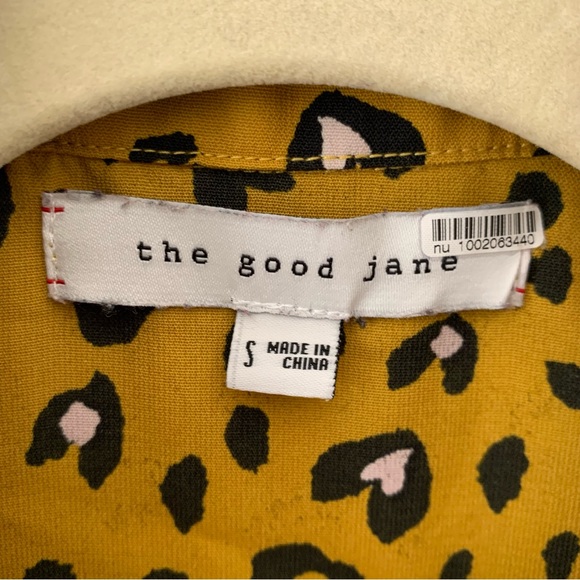 the good jane
nu 1002063440
S MADE IN
CHINA